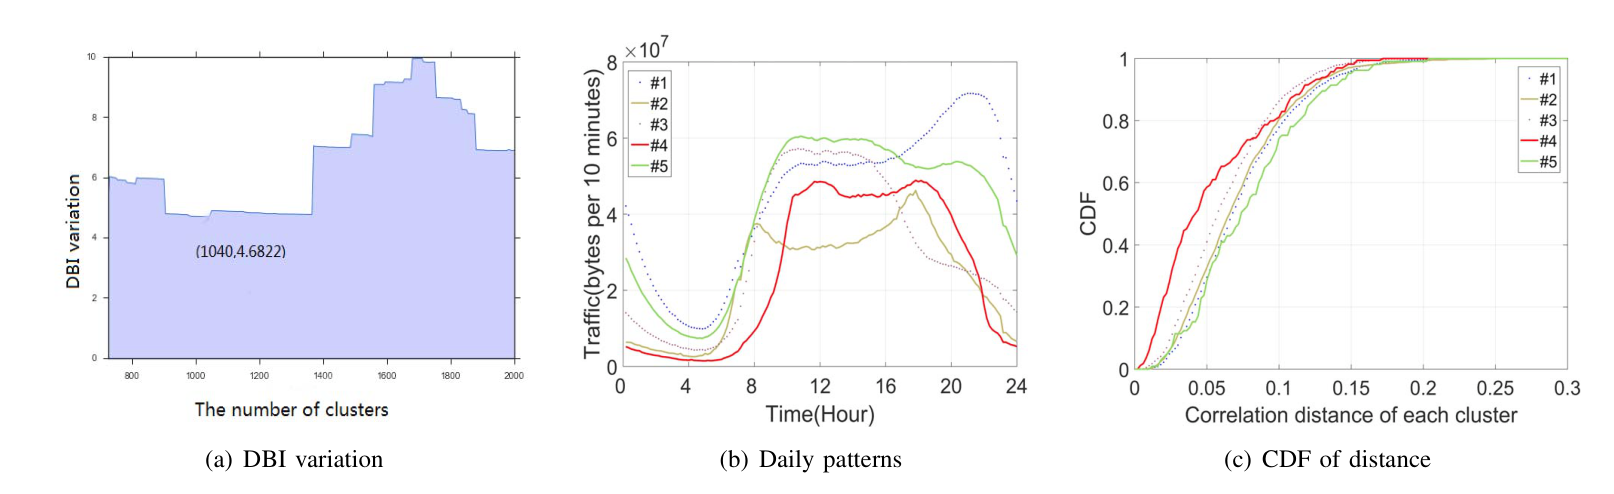 10
8
6
4
2
0
DBI variation
(1040,4.6822)
800 1000 1200 1400 1600 1800 2000
The number of clusters
(a) DBI variation
×10⁷
8
6
4
2
0
Traffic(bytes per 10 minutes)
#1
#2
#3
#4
#5
0 4 8 12 16 20 24
Time(Hour)
(b) Daily patterns
1
0.8
0.6
0.4
0.2
0
CDF
#1
#2
#3
#4
#5
0 0.05 0.1 0.15 0.2 0.25 0.3
Correlation distance of each cluster
(c) CDF of distance